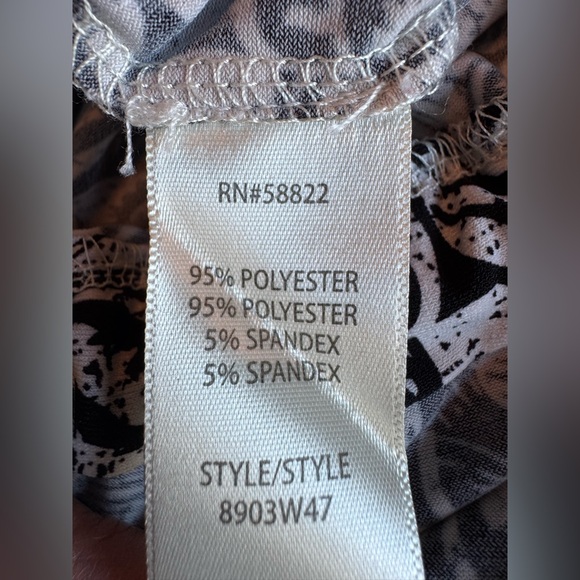 RN#58822
95% POLYESTER
95% POLYESTER
5% SPANDEX
5% SPANDEX
STYLE/STYLE
8903W47